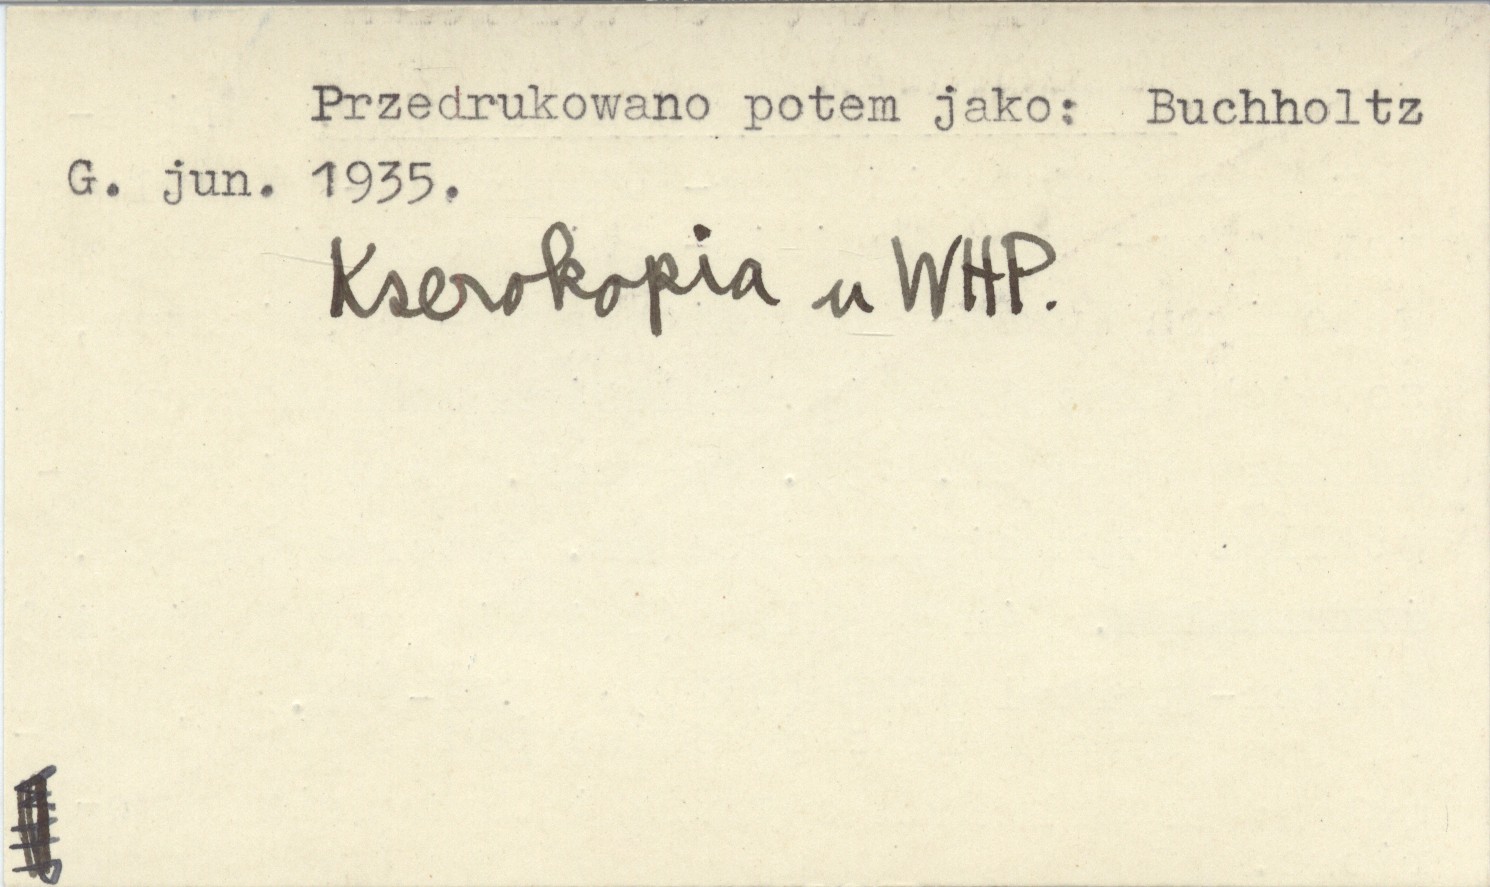 Przedrukowano potem jako: Buchholtz
G. jun. 1935.
Kserokopia u WHP.